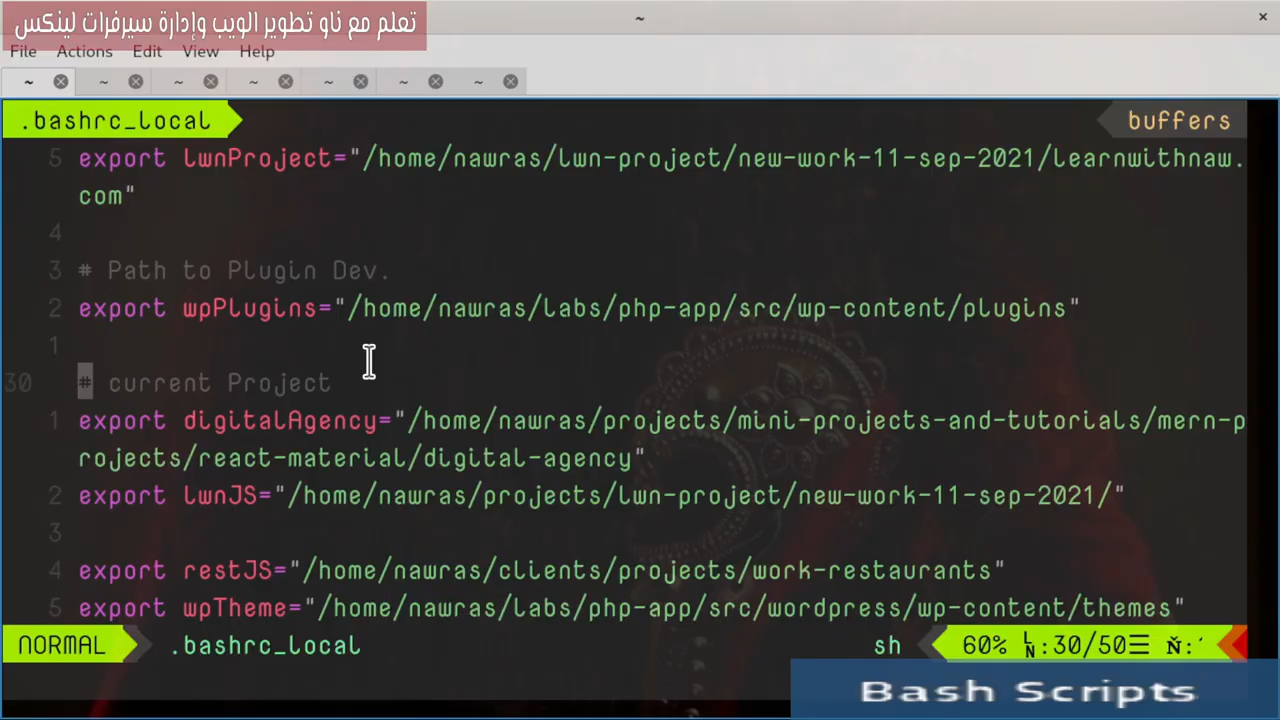 تعلم مع ناو تطوير الويب وإدارة سيرفرات لينكس
~
File Actions Edit View Help
~ ~ ~ ~ ~ ~ ~
.bashrc_local buffers
5 export lwnProject="/home/nawras/lwn-project/new-work-11-sep-2021/learnwithnaw.
com"
4
3 # Path to Plugin Dev.
2 export wpPlugins="/home/nawras/labs/php-app/src/wp-content/plugins"
1
30 # current Project
1 export digitalAgency="/home/nawras/projects/mini-projects-and-tutorials/mern-p
rojects/react-material/digital-agency"
2 export lwnJS="/home/nawras/projects/lwn-project/new-work-11-sep-2021/"
3
4 export restJS="/home/nawras/clients/projects/work-restaurants"
5 export wpTheme="/home/nawras/labs/php-app/src/wordpress/wp-content/themes"
NORMAL .bashrc_local sh 60% ㏑:30/50☰
Bash Scripts